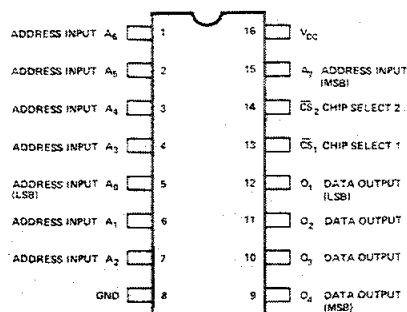 ADDRESS INPUT A6 1
ADDRESS INPUT A5 2
ADDRESS INPUT A4 3
ADDRESS INPUT A3 4
ADDRESS INPUT A0 5
(LSB)
ADDRESS INPUT A1 6
ADDRESS INPUT A2 7
GND 8
16 VCC
15 A7 ADDRESS INPUT
(MSB)
14 C̅S̅2 CHIP SELECT 2
13 C̅S̅1 CHIP SELECT 1
12 O1 DATA OUTPUT
(LSB)
11 O2 DATA OUTPUT
10 O3 DATA OUTPUT
9 O4 DATA OUTPUT
(MSB)